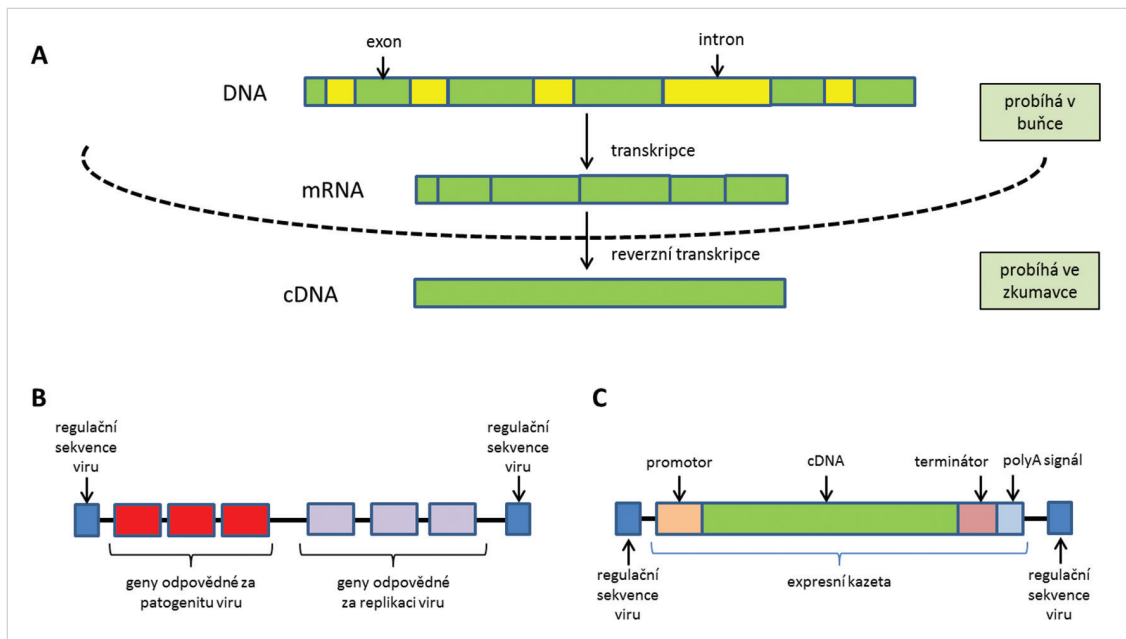 A
exon
intron
DNA
probíhá v
buňce
transkripce
mRNA
reverzní transkripce
cDNA
probíhá ve
zkumavce
B
regulační
sekvence
viru
regulační
sekvence
viru
geny odpovědné za
patogenitu viru
geny odpovědné
za replikaci viru
C
promotor
cDNA
terminátor
polyA signál
regulační
sekvence
viru
expresní kazeta
regulační
sekvence
viru